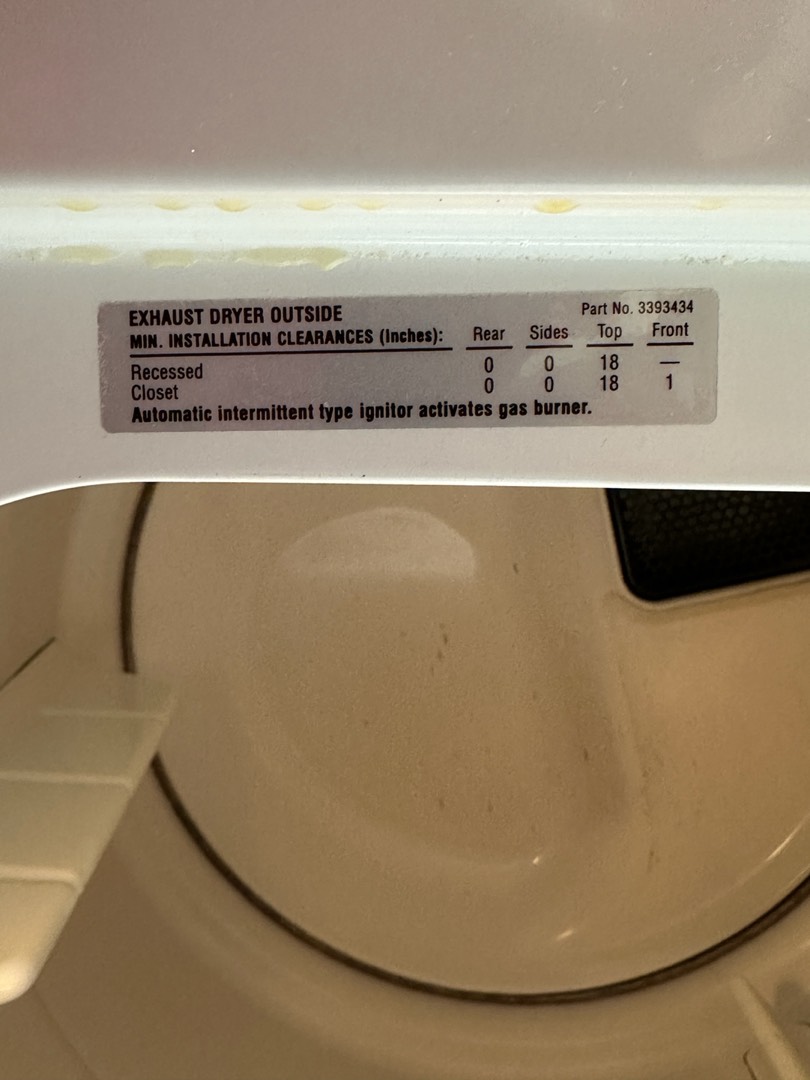 EXHAUST DRYER OUTSIDE Part No. 3393434
MIN. INSTALLATION CLEARANCES (Inches): Rear Sides Top Front
Recessed 0 0 18 —
Closet 0 0 18 1
Automatic intermittent type ignitor activates gas burner.